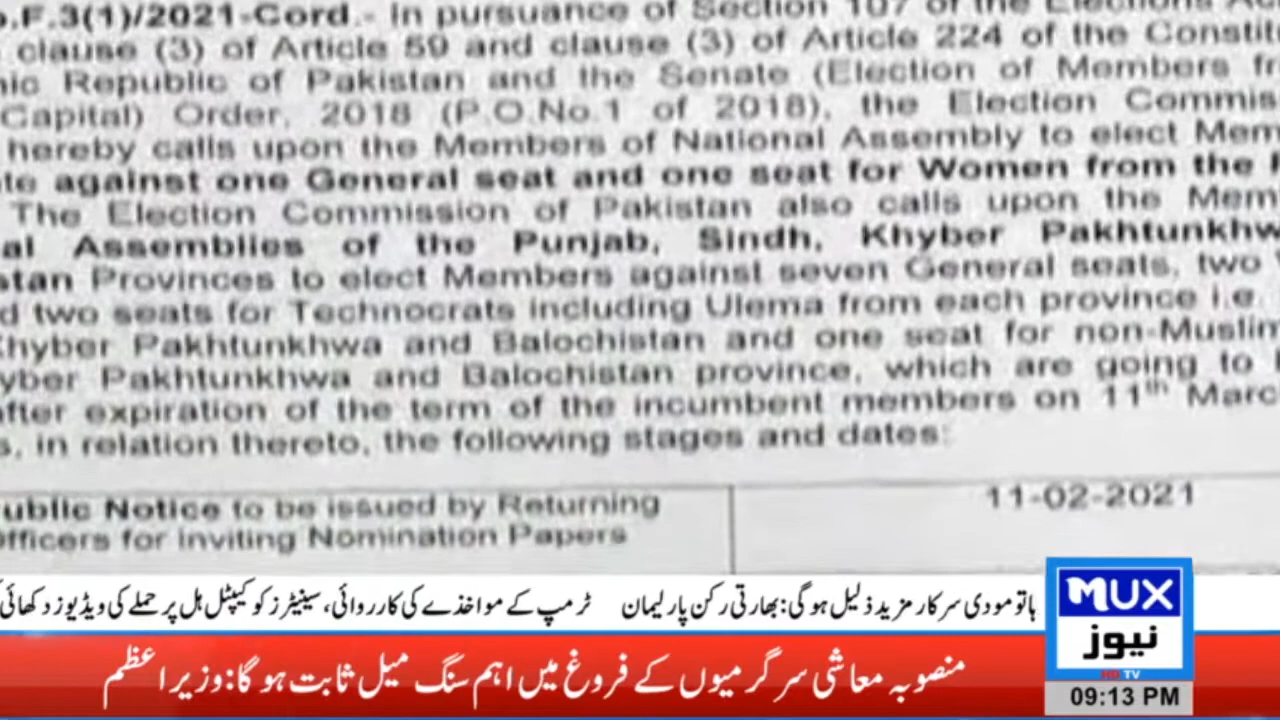 .F.3(1)/2021-Cord.- In pursuance of Section 107 of the Elections Ac
clause (3) of Article 59 and clause (3) of Article 224 of the Constit
nic Republic of Pakistan and the Senate (Election of Members fr
Capital) Order, 2018 (P.O.No.1 of 2018), the Election Commis
hereby calls upon the Members of National Assembly to elect Mem
te against one General seat and one seat for Women from the
The Election Commission of Pakistan also calls upon the Mem
al Assemblies of the Punjab, Sindh, Khyber Pakhtunkhw
stan Provinces to elect Members against seven General seats, two
d two seats for Technocrats including Ulema from each province i.e.
Khyber Pakhtunkhwa and Balochistan and one seat for non-Muslim
yber Pakhtunkhwa and Balochistan province, which are going to
after expiration of the term of the incumbent members on 11th Marc
s, in relation thereto, the following stages and dates:
ublic Notice to be issued by Returning 11-02-2021
Officers for inviting Nomination Papers
ہاتو مودی سرکار مزید ذلیل ہوگی: بھارتی رکن پارلیمان ٹرمپ کے مواخذے کی کارروائی، سینیٹرز کو کیپٹل ہل پر حملے کی ویڈیوز دکھائی
منصوبہ معاشی سرگرمیوں کے فروغ میں اہم سنگ میل ثابت ہوگا: وزیراعظم
MUX
نیوز
HD TV
09:13 PM